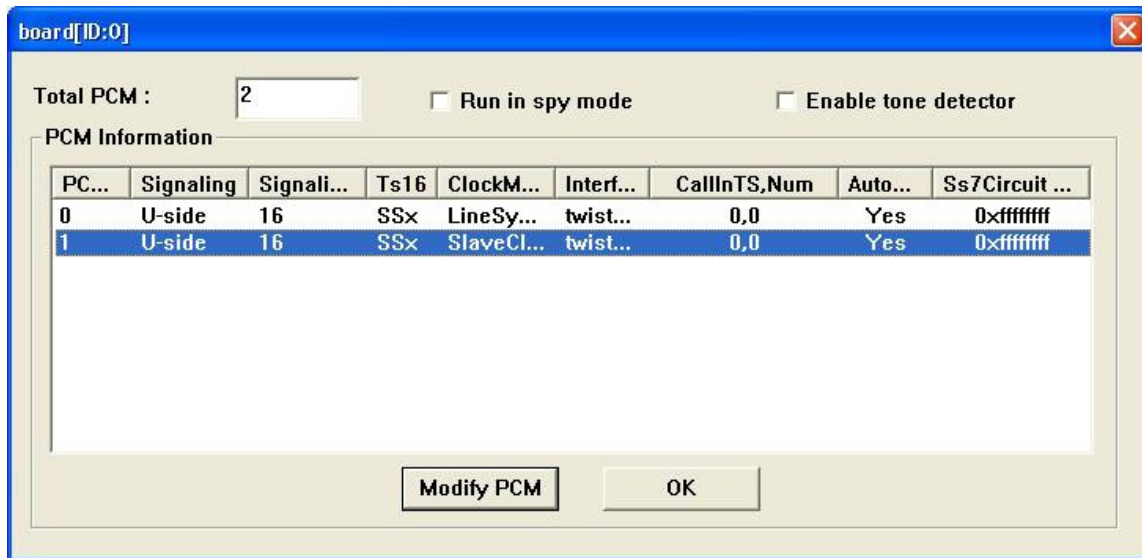 board[ID:0]
Total PCM : 2 Run in spy mode Enable tone detector
PCM Information
PC... Signaling Signali... Ts16 ClockM... Interf... CallInTS,Num Auto... Ss7Circuit ...
0 U-side 16 SSx LineSy... twist... 0,0 Yes 0xffffffff
1 U-side 16 SSx SlaveCl... twist... 0,0 Yes 0xffffffff
Modify PCM OK